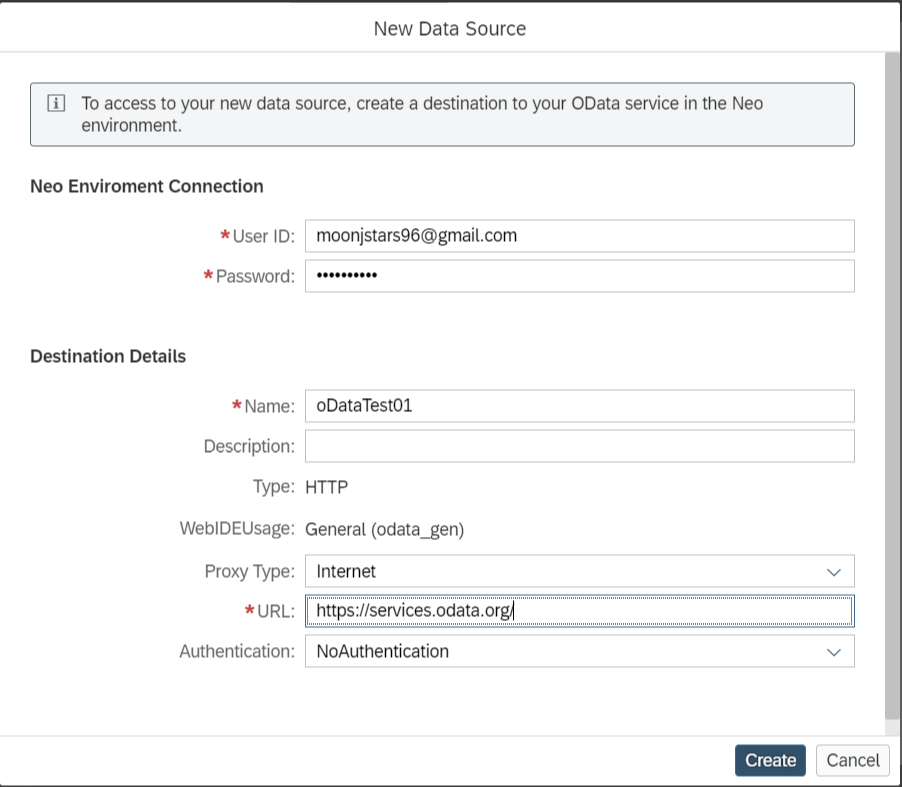 New Data Source
To access to your new data source, create a destination to your OData service in the Neo
environment.
Neo Enviroment Connection
*User ID: moonjstars96@gmail.com
*Password: ••••••••••
Destination Details
*Name: oDataTest01
Description:
Type: HTTP
WebIDEUsage: General (odata_gen)
Proxy Type: Internet
*URL: https://services.odata.org/
Authentication: NoAuthentication
Create Cancel